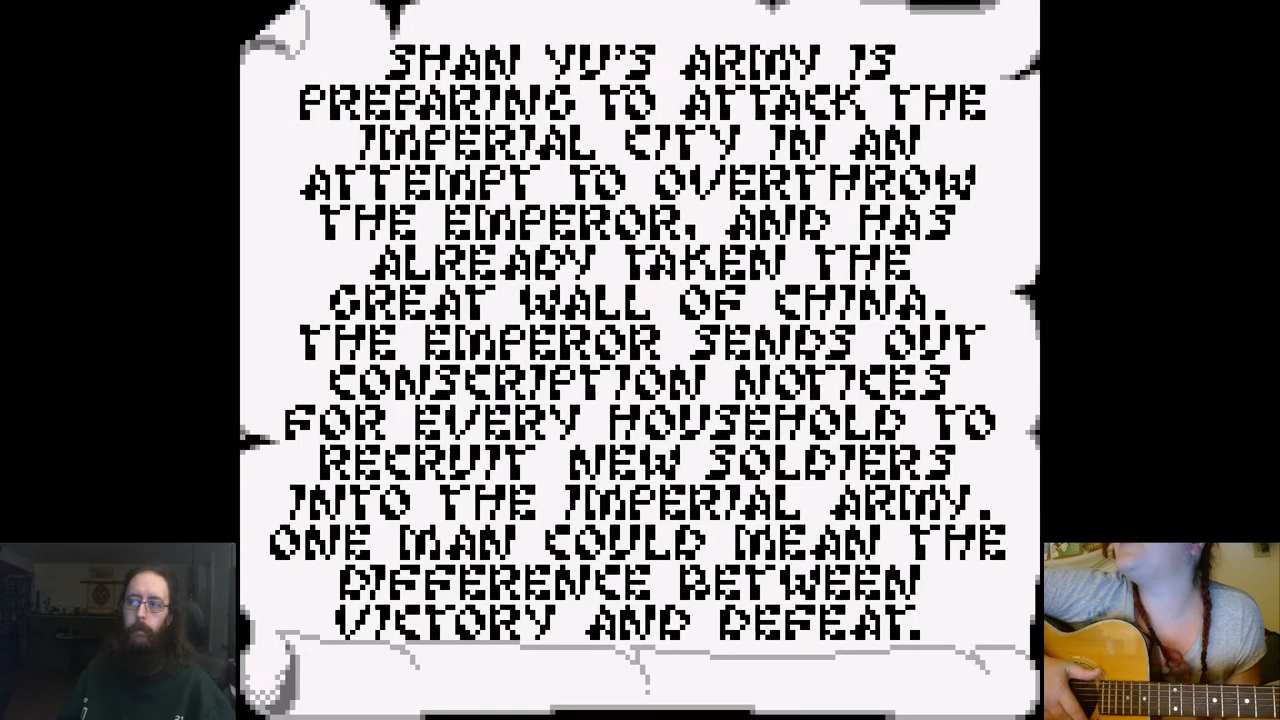 SHAN YU'S ARMY IS
PREPARING TO ATTACK THE
IMPERIAL CITY IN AN
ATTEMPT TO OVERTHROW
THE EMPEROR, AND HAS
ALREADY TAKEN THE
GREAT WALL OF CHINA.
THE EMPEROR SENDS OUT
CONSCRIPTION NOTICES
FOR EVERY HOUSEHOLD TO
RECRUIT NEW SOLDIERS
INTO THE IMPERIAL ARMY.
ONE MAN COULD MEAN THE
DIFFERENCE BETWEEN
VICTORY AND DEFEAT.